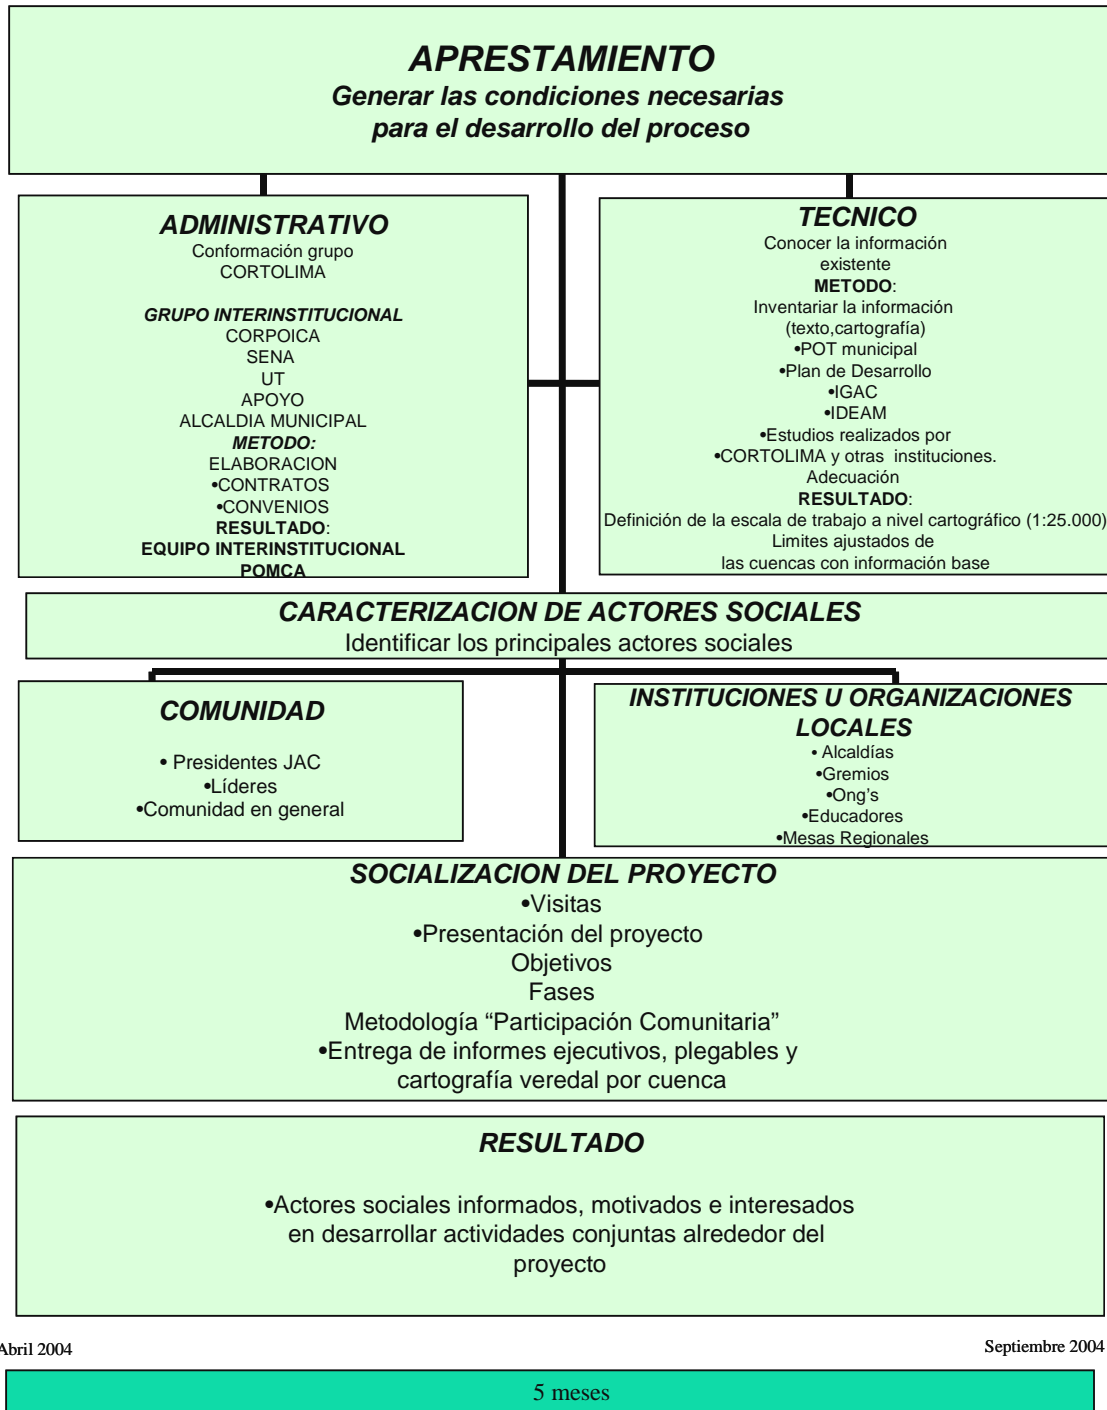 APRESTAMIENTO
Generar las condiciones necesarias
para el desarrollo del proceso
ADMINISTRATIVO
Conformación grupo
CORTOLIMA
GRUPO INTERINSTITUCIONAL
CORPOICA
SENA
UT
APOYO
ALCALDIA MUNICIPAL
METODO:
ELABORACION
•CONTRATOS
•CONVENIOS
RESULTADO:
EQUIPO INTERINSTITUCIONAL
POMCA
TECNICO
Conocer la información
existente
METODO:
Inventariar la información
(texto,cartografía)
•POT municipal
•Plan de Desarrollo
•IGAC
•IDEAM
•Estudios realizados por
•CORTOLIMA y otras instituciones.
Adecuación
RESULTADO:
Definición de la escala de trabajo a nivel cartográfico (1:25.000)
Limites ajustados de
las cuencas con información base
CARACTERIZACION DE ACTORES SOCIALES
Identificar los principales actores sociales
COMUNIDAD
• Presidentes JAC
•Líderes
•Comunidad en general
INSTITUCIONES U ORGANIZACIONES
LOCALES
• Alcaldías
•Gremios
•Ong's
•Educadores
•Mesas Regionales
SOCIALIZACION DEL PROYECTO
•Visitas
•Presentación del proyecto
Objetivos
Fases
Metodología “Participación Comunitaria”
•Entrega de informes ejecutivos, plegables y
cartografía veredal por cuenca
RESULTADO
•Actores sociales informados, motivados e interesados
en desarrollar actividades conjuntas alrededor del
proyecto
Abril 2004
Septiembre 2004
5 meses